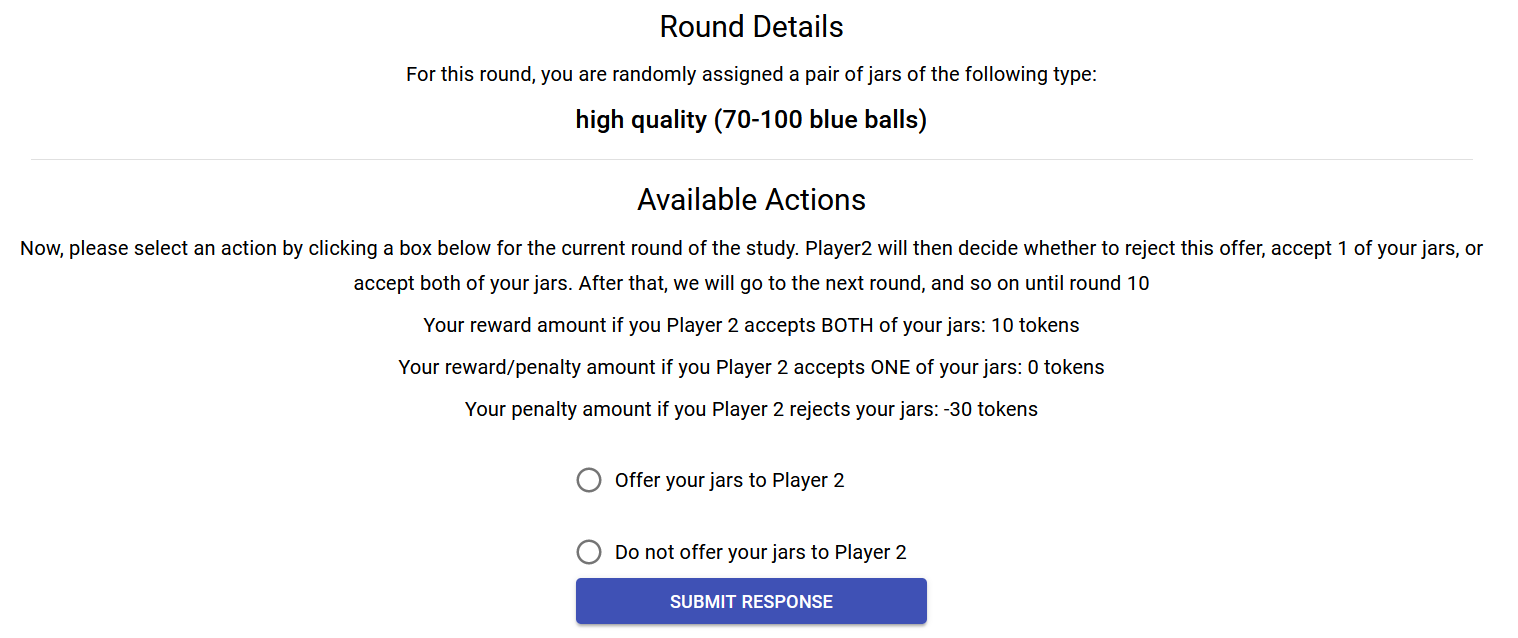 Round Details
For this round, you are randomly assigned a pair of jars of the following type:
high quality (70-100 blue balls)
Available Actions
Now, please select an action by clicking a box below for the current round of the study. Player2 will then decide whether to reject this offer, accept 1 of your jars, or
accept both of your jars. After that, we will go to the next round, and so on until round 10
Your reward amount if you Player 2 accepts BOTH of your jars: 10 tokens
Your reward/penalty amount if you Player 2 accepts ONE of your jars: 0 tokens
Your penalty amount if you Player 2 rejects your jars: -30 tokens
Offer your jars to Player 2
Do not offer your jars to Player 2
SUBMIT RESPONSE